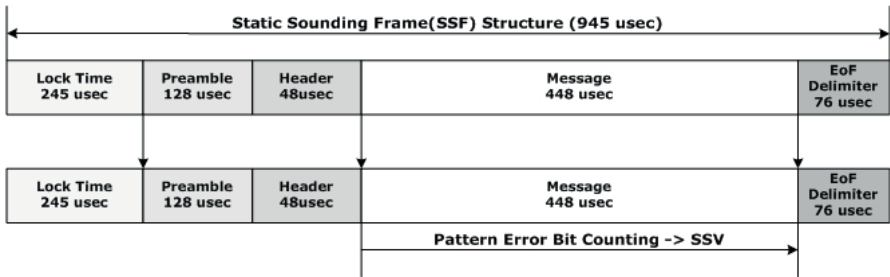 Static Sounding Frame(SSF) Structure (945 usec)
Lock Time
245 usec
Preamble
128 usec
Header
48usec
Message
448 usec
EoF
Delimiter
76 usec
Lock Time
245 usec
Preamble
128 usec
Header
48usec
Message
448 usec
EoF
Delimiter
76 usec
Pattern Error Bit Counting -> SSV